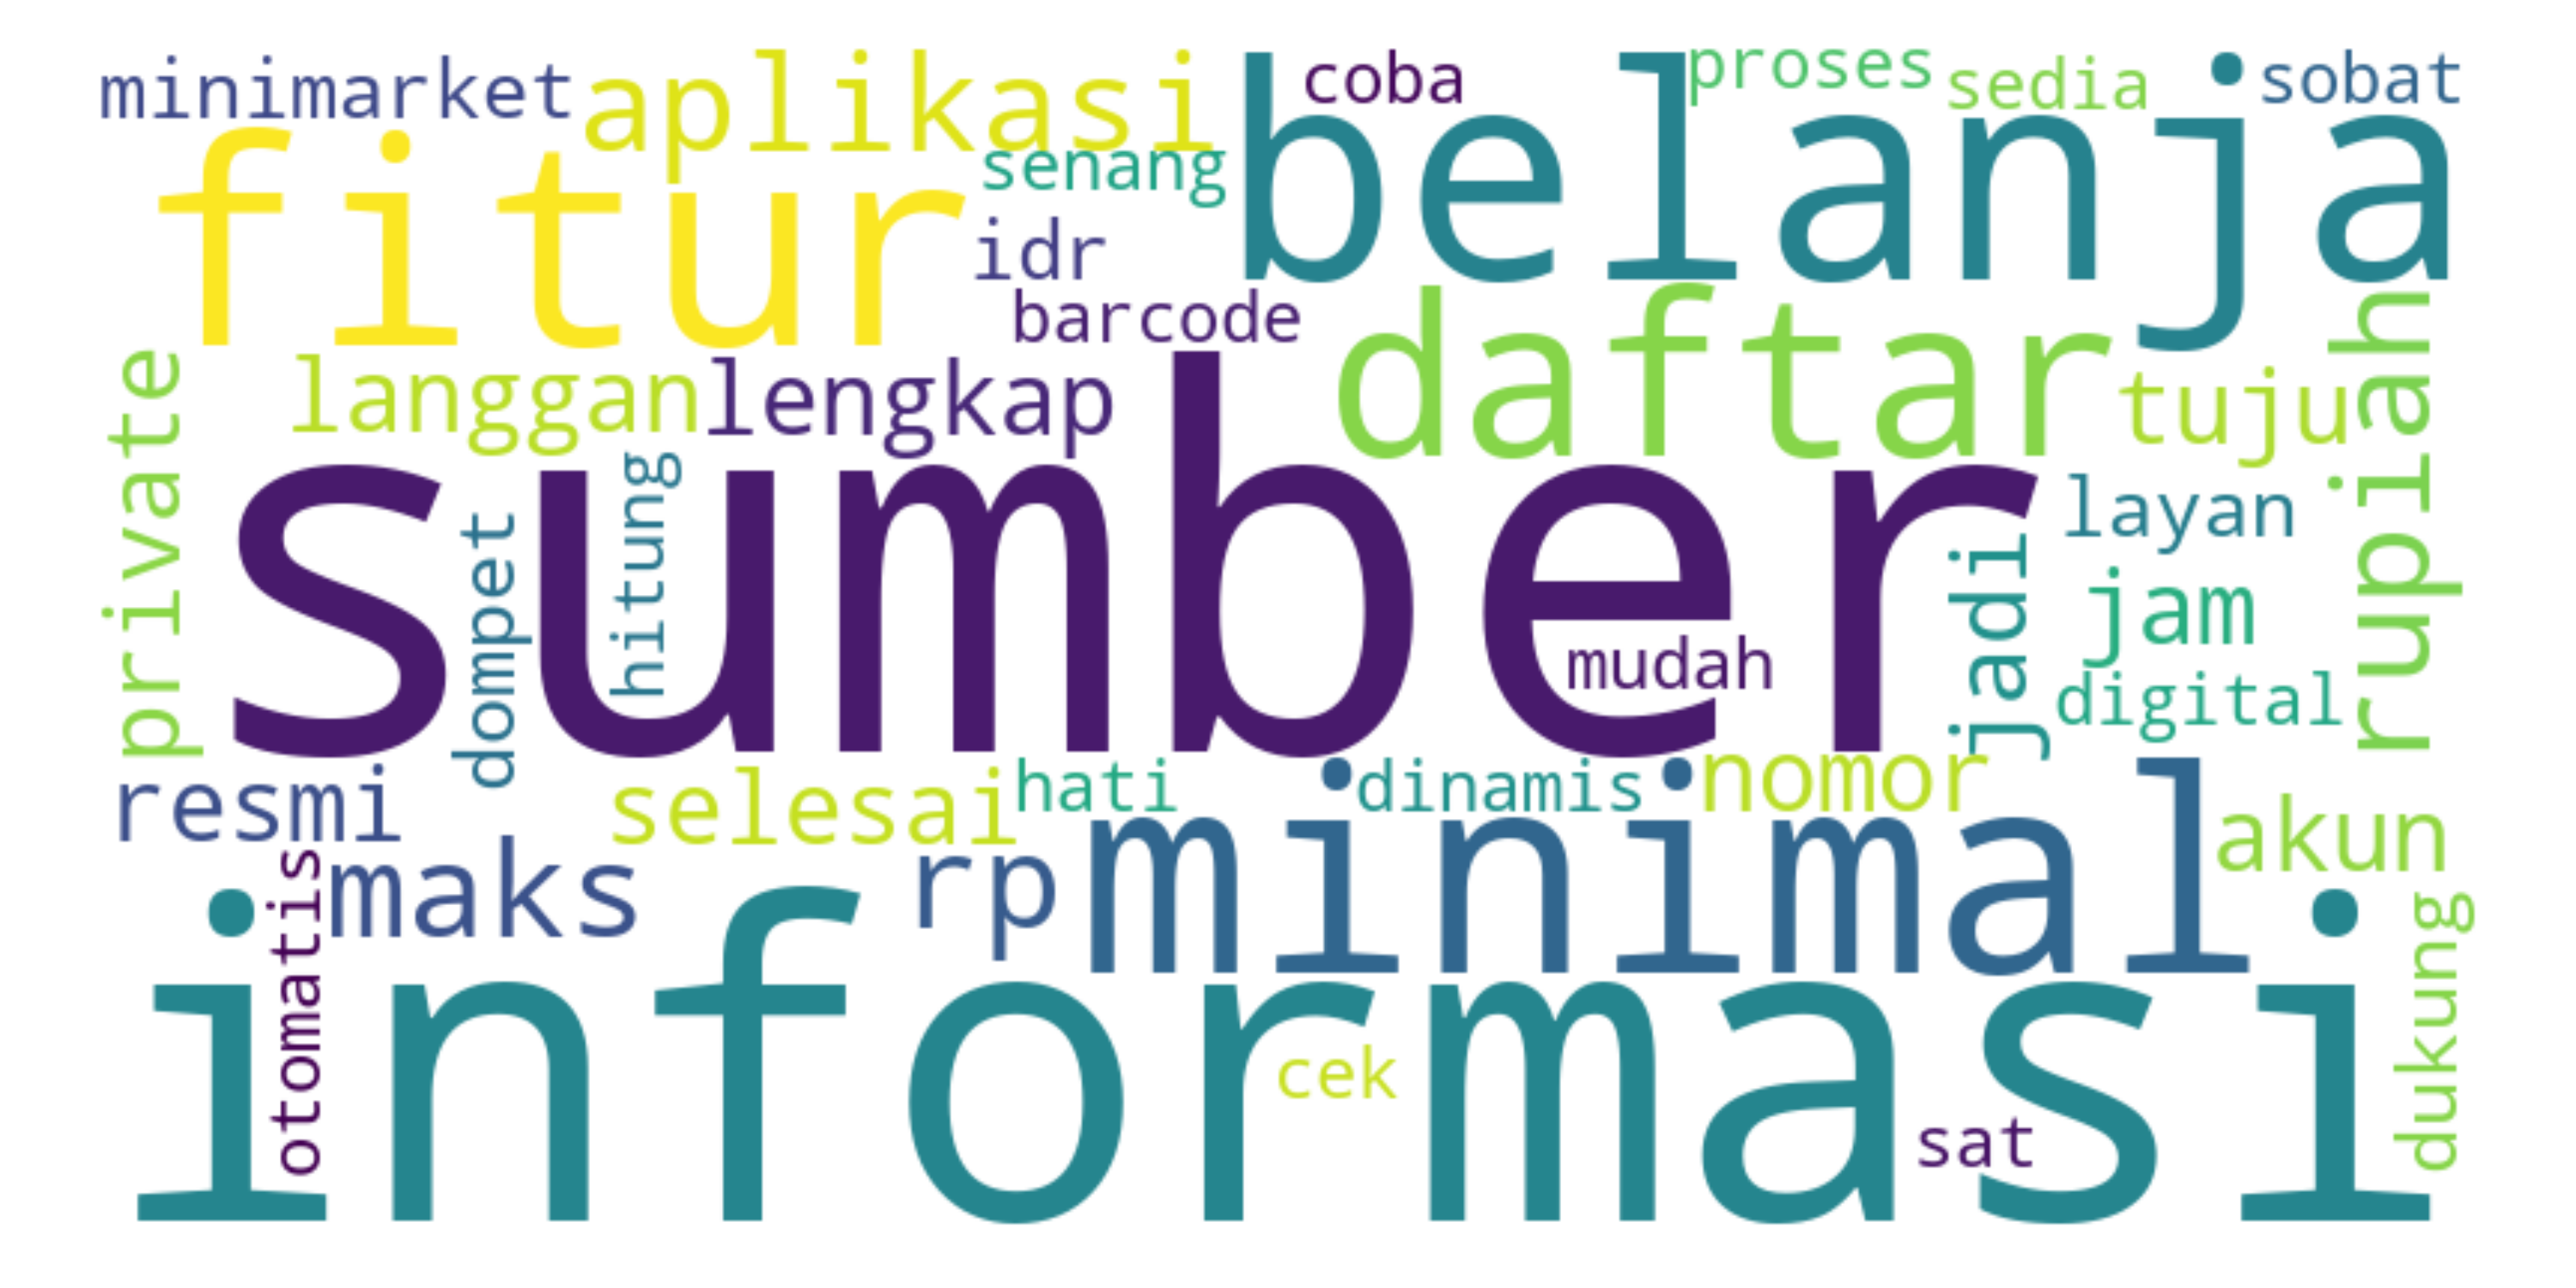 minimarket
aplikasi
belanja
coba
proses
sedia
sobat
fitur
senang
idr
barcode
daftar
rupiah
private
langgan
lengkap
tuju
sumber
hitung
dompet
layan
jadi
jam
mudah
digital
resmi
selesai
hati
dinamis
nomor
akun
maks
rp
minimal
otomatis
informasi
dukung
cek
sat